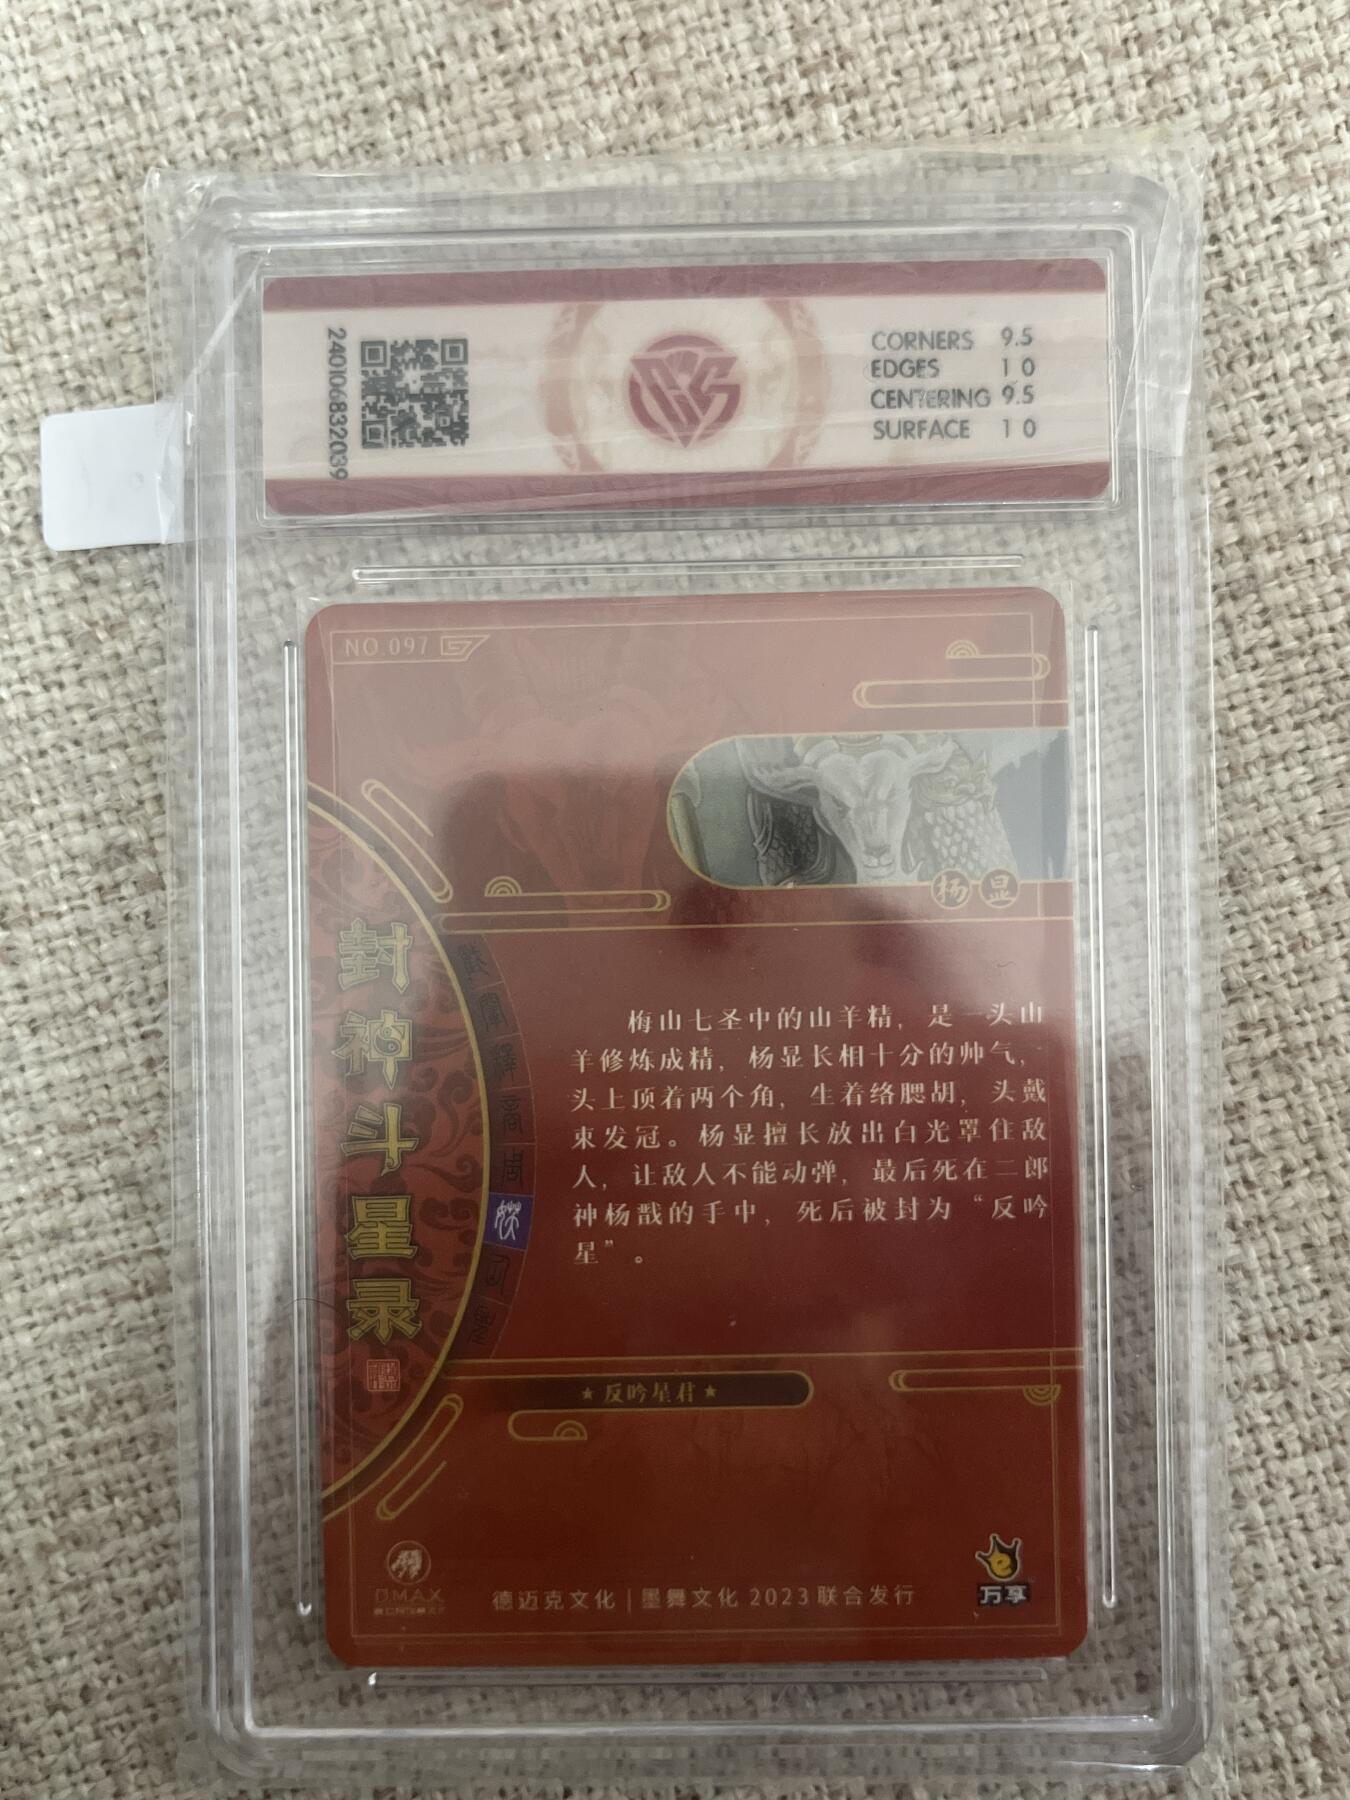 24010683 2039
CORNERS 9.5
EDGES 10
CENTERING 9.5
SURFACE 10
NO.097
杨显
封神斗星录
梅山七圣中的山羊精，是一头山
羊修炼成精，杨显长相十分的帅气，
头上顶着两个角，生着络腮胡，头戴
束发冠。杨显擅长放出白光罩住敌
人，让敌人不能动弹，最后死在二郎
神杨戬的手中，死后被封为“反吟
星”。
★反吟星君★
D.MAX
德迈克文化｜墨舞文化 2023 联合发行
万享